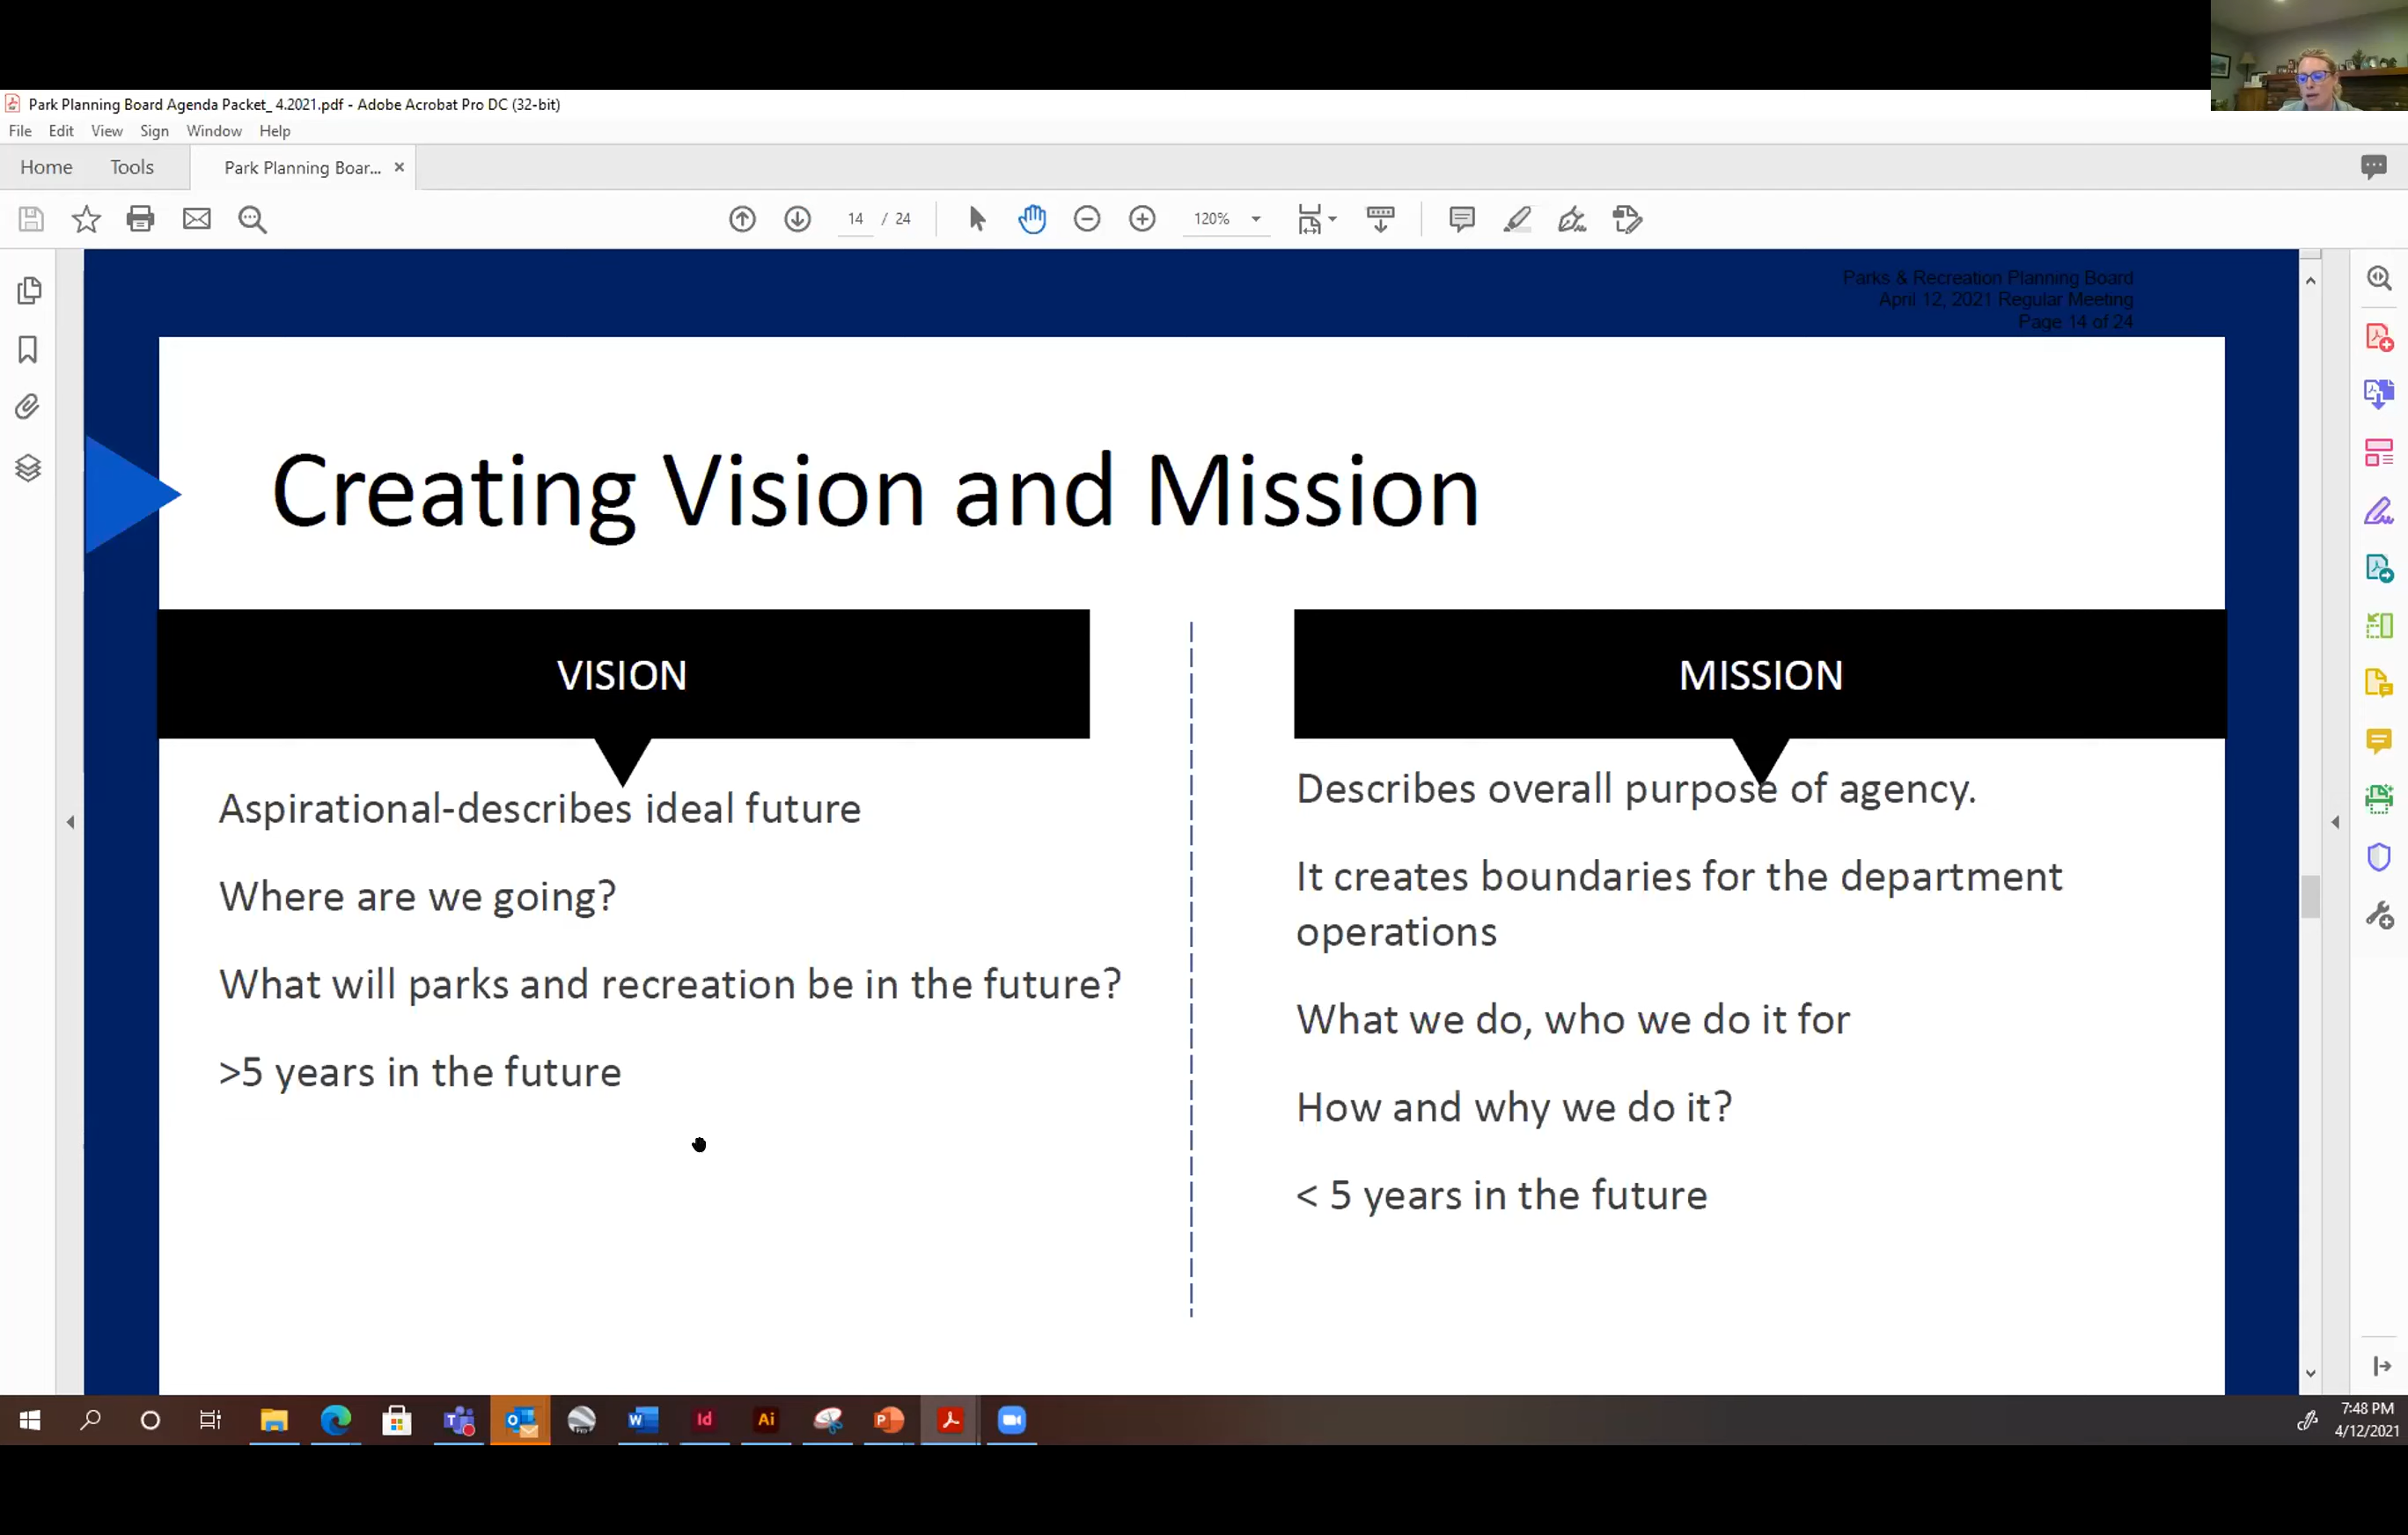 Park Planning Board Agenda Packet_ 4.2021.pdf - Adobe Acrobat Pro DC (32-bit)
File Edit View Sign Window Help
Home Tools Park Planning Boar... ×
14 / 24 120%
Parks & Recreation Planning Board
April 12, 2021 Regular Meeting
Page 14 of 24
Creating Vision and Mission
VISION
Aspirational-describes ideal future
Where are we going?
What will parks and recreation be in the future?
>5 years in the future
MISSION
Describes overall purpose of agency.
It creates boundaries for the department
operations
What we do, who we do it for
How and why we do it?
< 5 years in the future
7:48 PM
4/12/2021